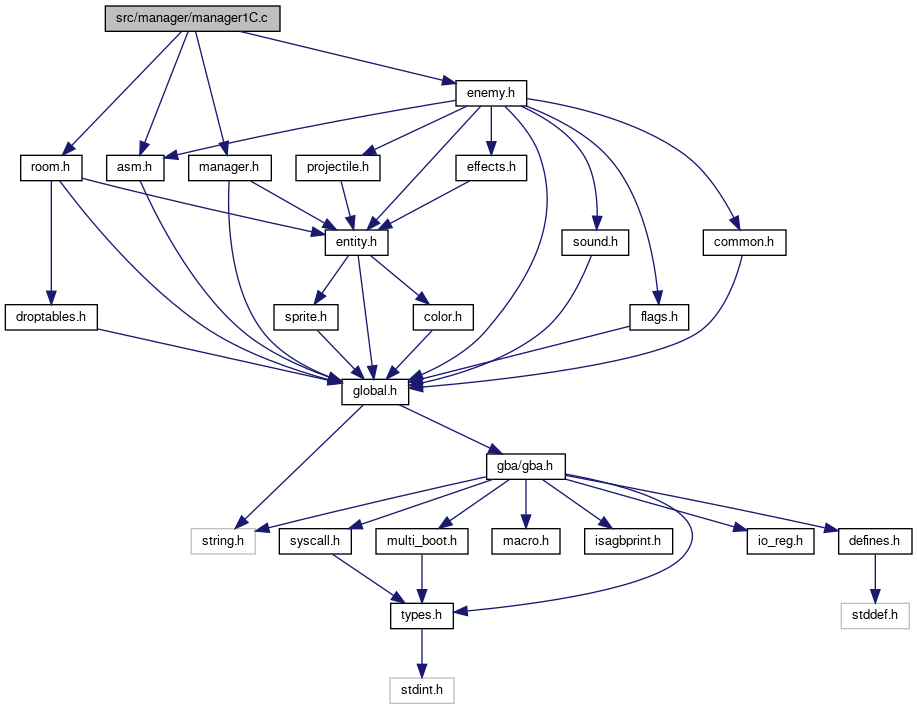 src/manager/manager1C.c
enemy.h
room.h
asm.h
manager.h
projectile.h
effects.h
entity.h
sound.h
common.h
droptables.h
sprite.h
color.h
flags.h
global.h
gba/gba.h
string.h
syscall.h
multi_boot.h
macro.h
isagbprint.h
io_reg.h
defines.h
types.h
stddef.h
stdint.h